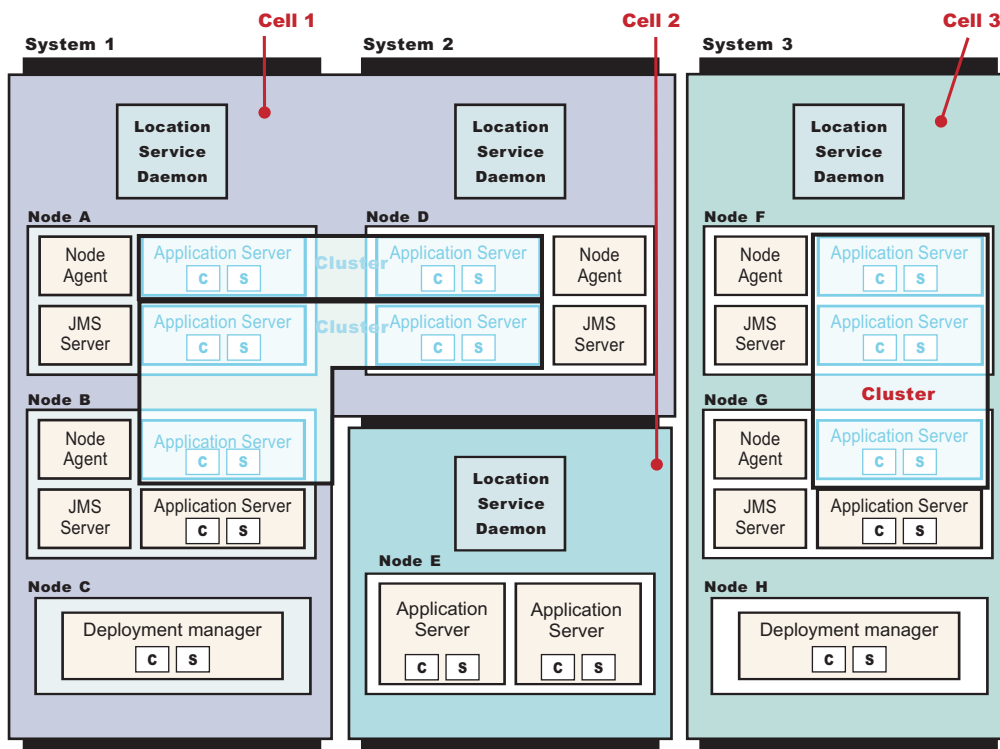 Cell 1
Cell 2
Cell 3
System 1
System 2
System 3
Location
Service
Daemon
Location
Service
Daemon
Location
Service
Daemon
Node A
Node
Agent
Application Server
C S
JMS
Server
Application Server
C S
Cluster
Cluster
Node D
Application Server
C S
Node
Agent
Application Server
C S
JMS
Server
Node F
Node
Agent
Application Server
C S
JMS
Server
Application Server
C S
Cluster
Node B
Node
Agent
Application Server
C S
JMS
Server
Application Server
C S
Node G
Node
Agent
Application Server
C S
JMS
Server
Application Server
C S
Location
Service
Daemon
Node C
Deployment manager
C S
Node E
Application
Server
C S
Application
Server
C S
Node H
Deployment manager
C S